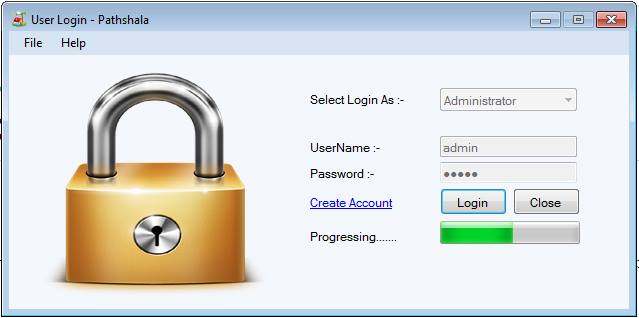 User Login - Pathshala
File Help
Select Login As :- Administrator
UserName :- admin
Password :- •••••
Create Account Login Close
Progressing.......